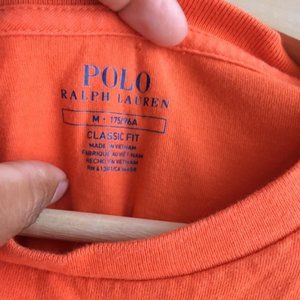 POLO
RALPH LAUREN
M • 175/96A
CLASSIC FIT
MADE IN VIETNAM
FABRIQUÉ AU VIETNAM
HECHO EN VIETNAM